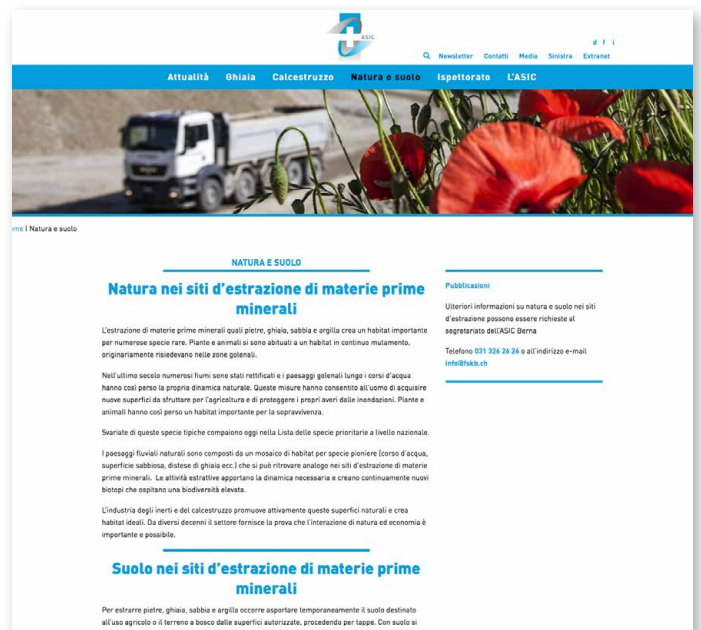 ASIC
d f i
Newsletter Contatti Media Sinistro Extranet
Attualità Ghiaia Calcestruzzo Natura e suolo Ispettorato L'ASIC
me | Natura e suolo
NATURA E SUOLO
Natura nei siti d'estrazione di materie prime
minerali
L'estrazione di materie prime minerali quali pietre, ghiaia, sabbia e argilla crea un habitat importante
per numerose specie rare. Piante e animali si sono abituati a un habitat in continuo mutamento,
originariamente risiedevano nelle zone golenali.
Nell'ultimo secolo numerosi fiumi sono stati rettificati e i paesaggi golenali lungo i corsi d'acqua
hanno così perso la propria dinamica naturale. Queste misure hanno consentito all'uomo di acquisire
nuove superfici da sfruttare per l'agricoltura e di proteggere i propri averi dalle inondazioni. Piante e
animali hanno così perso un habitat importante per la sopravvivenza.
Svariate di queste specie tipiche compaiono oggi nella Lista delle specie prioritarie a livello nazionale.
I paesaggi fluviali naturali sono composti da un mosaico di habitat per specie pioniere (corso d'acqua,
superficie sabbiosa, distese di ghiaia ecc.) che si può ritrovare analogo nei siti d'estrazione di materie
prime minerali. Le attività estrattive apportano la dinamica necessaria e creano continuamente nuovi
biotopi che ospitano una biodiversità elevata.
L'industria degli inerti e del calcestruzzo promuove attivamente queste superfici naturali e crea
habitat ideali. Da diversi decenni il settore fornisce la prova che l'interazione di natura ed economia è
importante e possibile.
Suolo nei siti d'estrazione di materie prime
minerali
Per estrarre pietre, ghiaia, sabbia e argilla occorre asportare temporaneamente il suolo destinato
all'uso agricolo o il terreno a bosco dalle superfici autorizzate, procedendo per tappe. Con suolo si
Pubblicazioni
Ulteriori informazioni su natura e suolo nei siti
d'estrazione possono essere richieste al
segretariato dell'ASIC Berna
Telefono 031 326 26 26 o all'indirizzo e-mail
info@fskb.ch